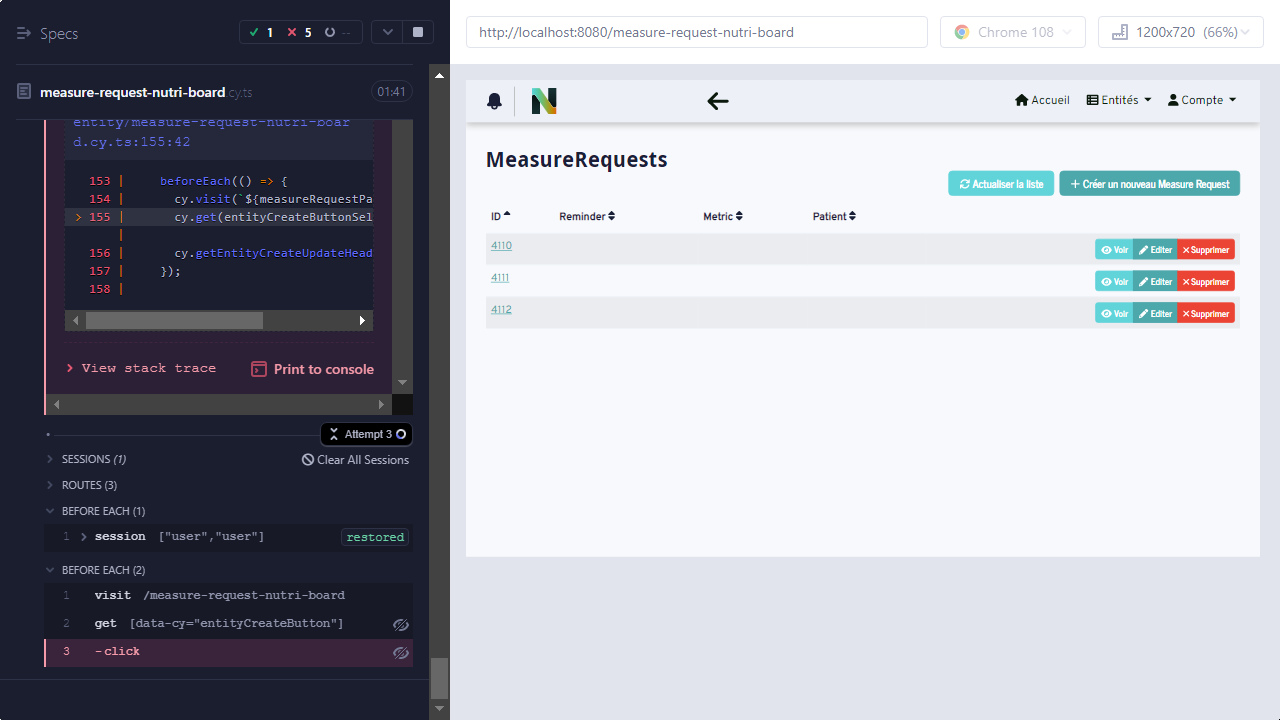 Specs
1
5
--
measure-request-nutri-board.cy.ts
01:41
entity/measure-request-nutri-boar
d.cy.ts:155:42
153 | beforeEach(() => {
154 | cy.visit(`${measureRequestPa
> 155 | cy.get(entityCreateButtonSel
|
156 | cy.getEntityCreateUpdateHead
157 | });
158 |
> View stack trace
Print to console
Attempt 3
SESSIONS (1)
Clear All Sessions
ROUTES (3)
BEFORE EACH (1)
1 session ["user","user"] restored
BEFORE EACH (2)
1 visit /measure-request-nutri-board
2 get [data-cy="entityCreateButton"]
3 -click
http://localhost:8080/measure-request-nutri-board
Chrome 108
1200x720 (66%)
N
Accueil
Entités
Compte
MeasureRequests
Actualiser la liste
Créer un nouveau Measure Request
ID Reminder Metric Patient
4110 Voir Editer Supprimer
4111 Voir Editer Supprimer
4112 Voir Editer Supprimer